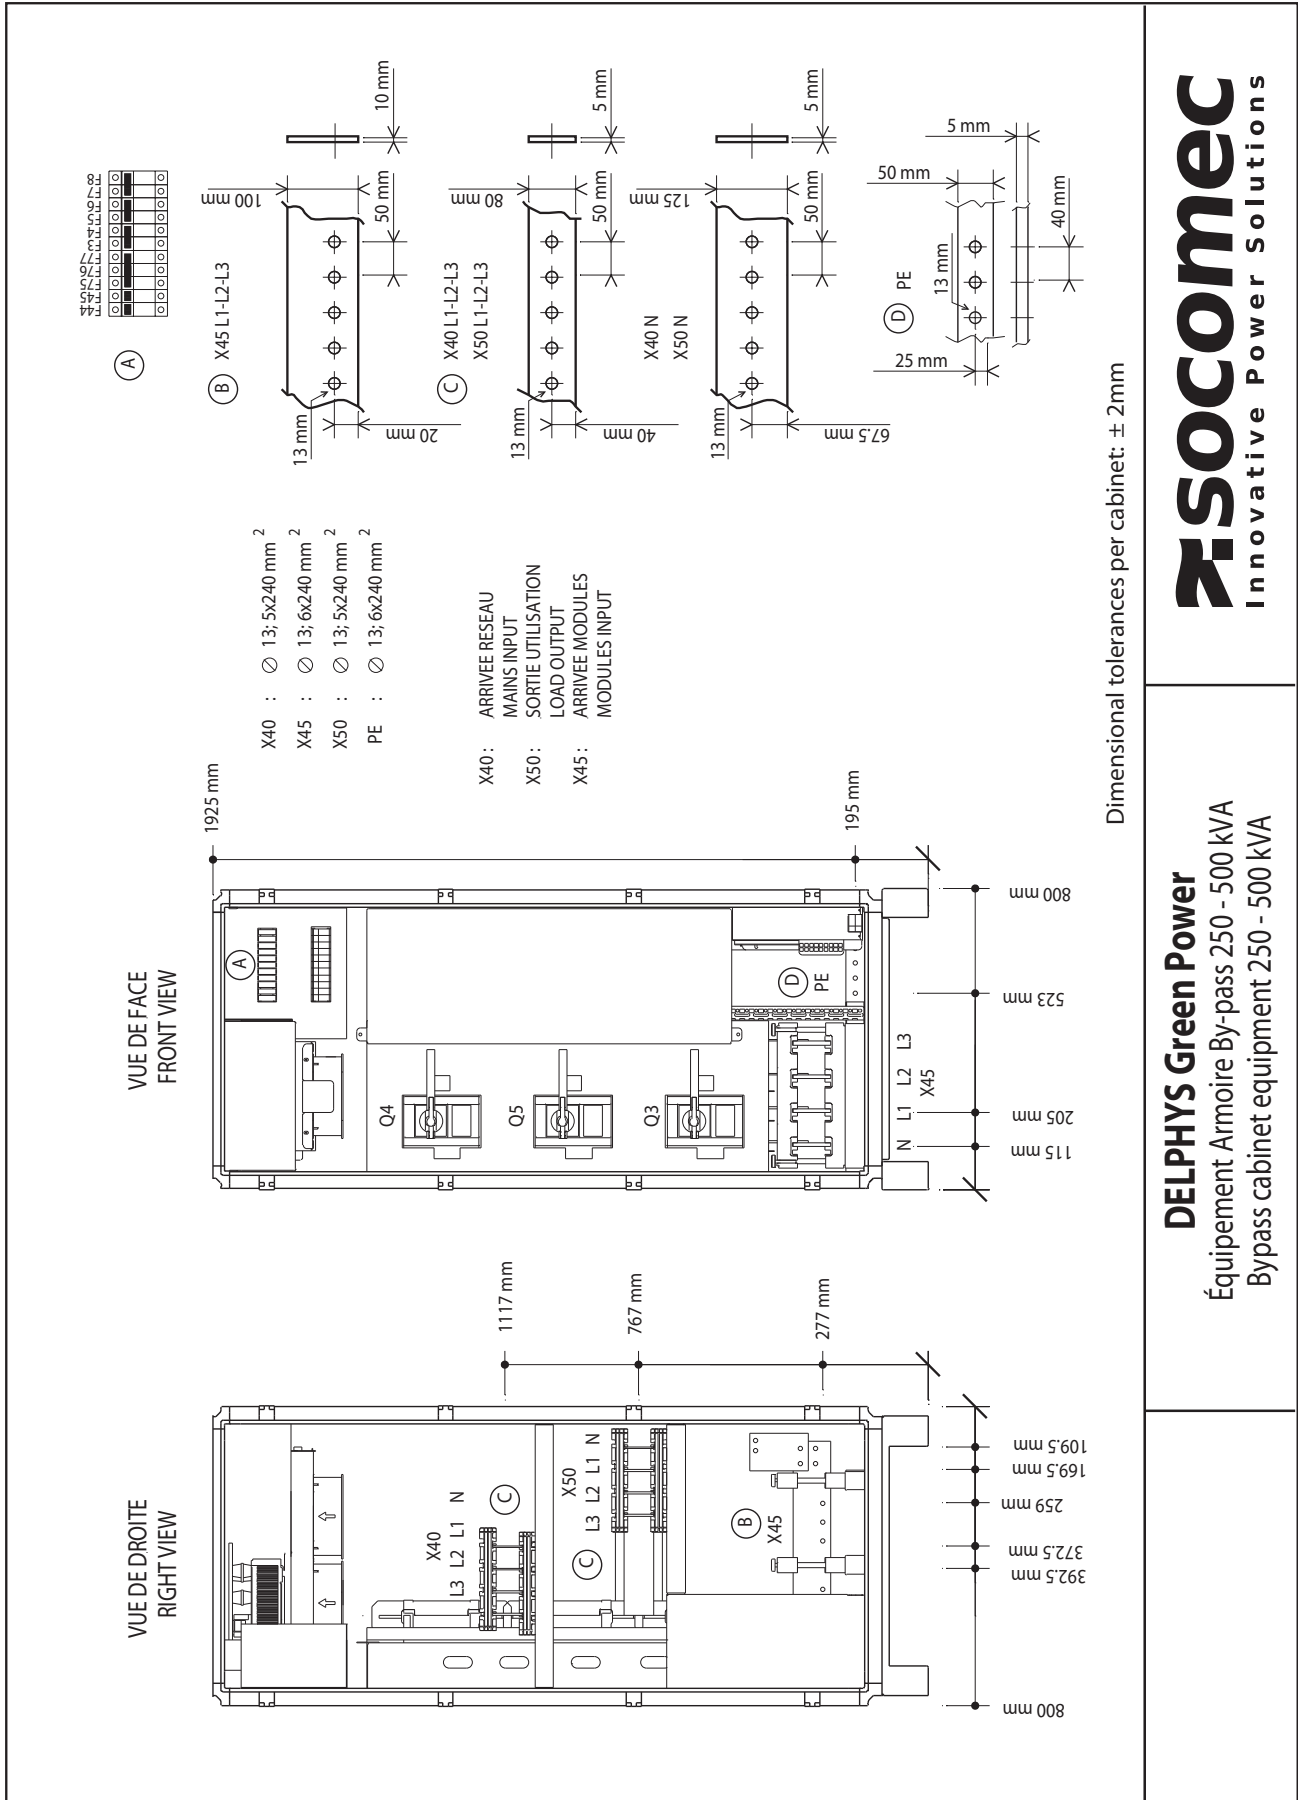 VUE DE DROITE
RIGHT VIEW
X40
L3 L2 L1 N
C
X50
L3 L2 L1 N
C
B
X45
1117 mm
767 mm
277 mm
800 mm
392.5 mm
372.5 mm
259 mm
169.5 mm
109.5 mm
VUE DE FACE
FRONT VIEW
A
Q4
Q5
Q3
D
PE
N L1 L2 L3
X45
1925 mm
195 mm
115 mm
205 mm
523 mm
800 mm
X40 : ∅ 13; 5x240 mm 2
X45 : ∅ 13; 6x240 mm 2
X50 : ∅ 13; 5x240 mm 2
PE : ∅ 13; 6x240 mm 2
X40 : ARRIVEE RESEAU
MAINS INPUT
X50 : SORTIE UTILISATION
LOAD OUTPUT
X45 : ARRIVEE MODULES
MODULES INPUT
A
F44
F45
F75
F76
F77
F3
F4
F5
F6
F7
F8
B
X45 L1-L2-L3
13 mm
20 mm
100 mm
50 mm
10 mm
C
X40 L1-L2-L3
X50 L1-L2-L3
13 mm
40 mm
80 mm
50 mm
5 mm
X40 N
X50 N
13 mm
67.5 mm
125 mm
50 mm
5 mm
D
PE
13 mm
25 mm
50 mm
40 mm
5 mm
Dimensional tolerances per cabinet: ± 2mm
DELPHYS Green Power
Équipement Armoire By-pass 250 - 500 kVA
Bypass cabinet equipment 250 - 500 kVA
socomec
Innovative Power Solutions